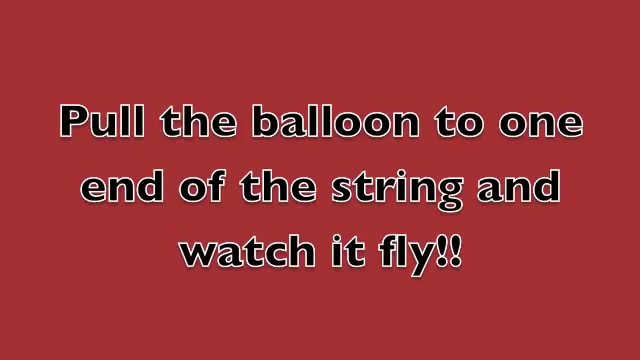 Pull the balloon to one
end of the string and
watch it fly!!